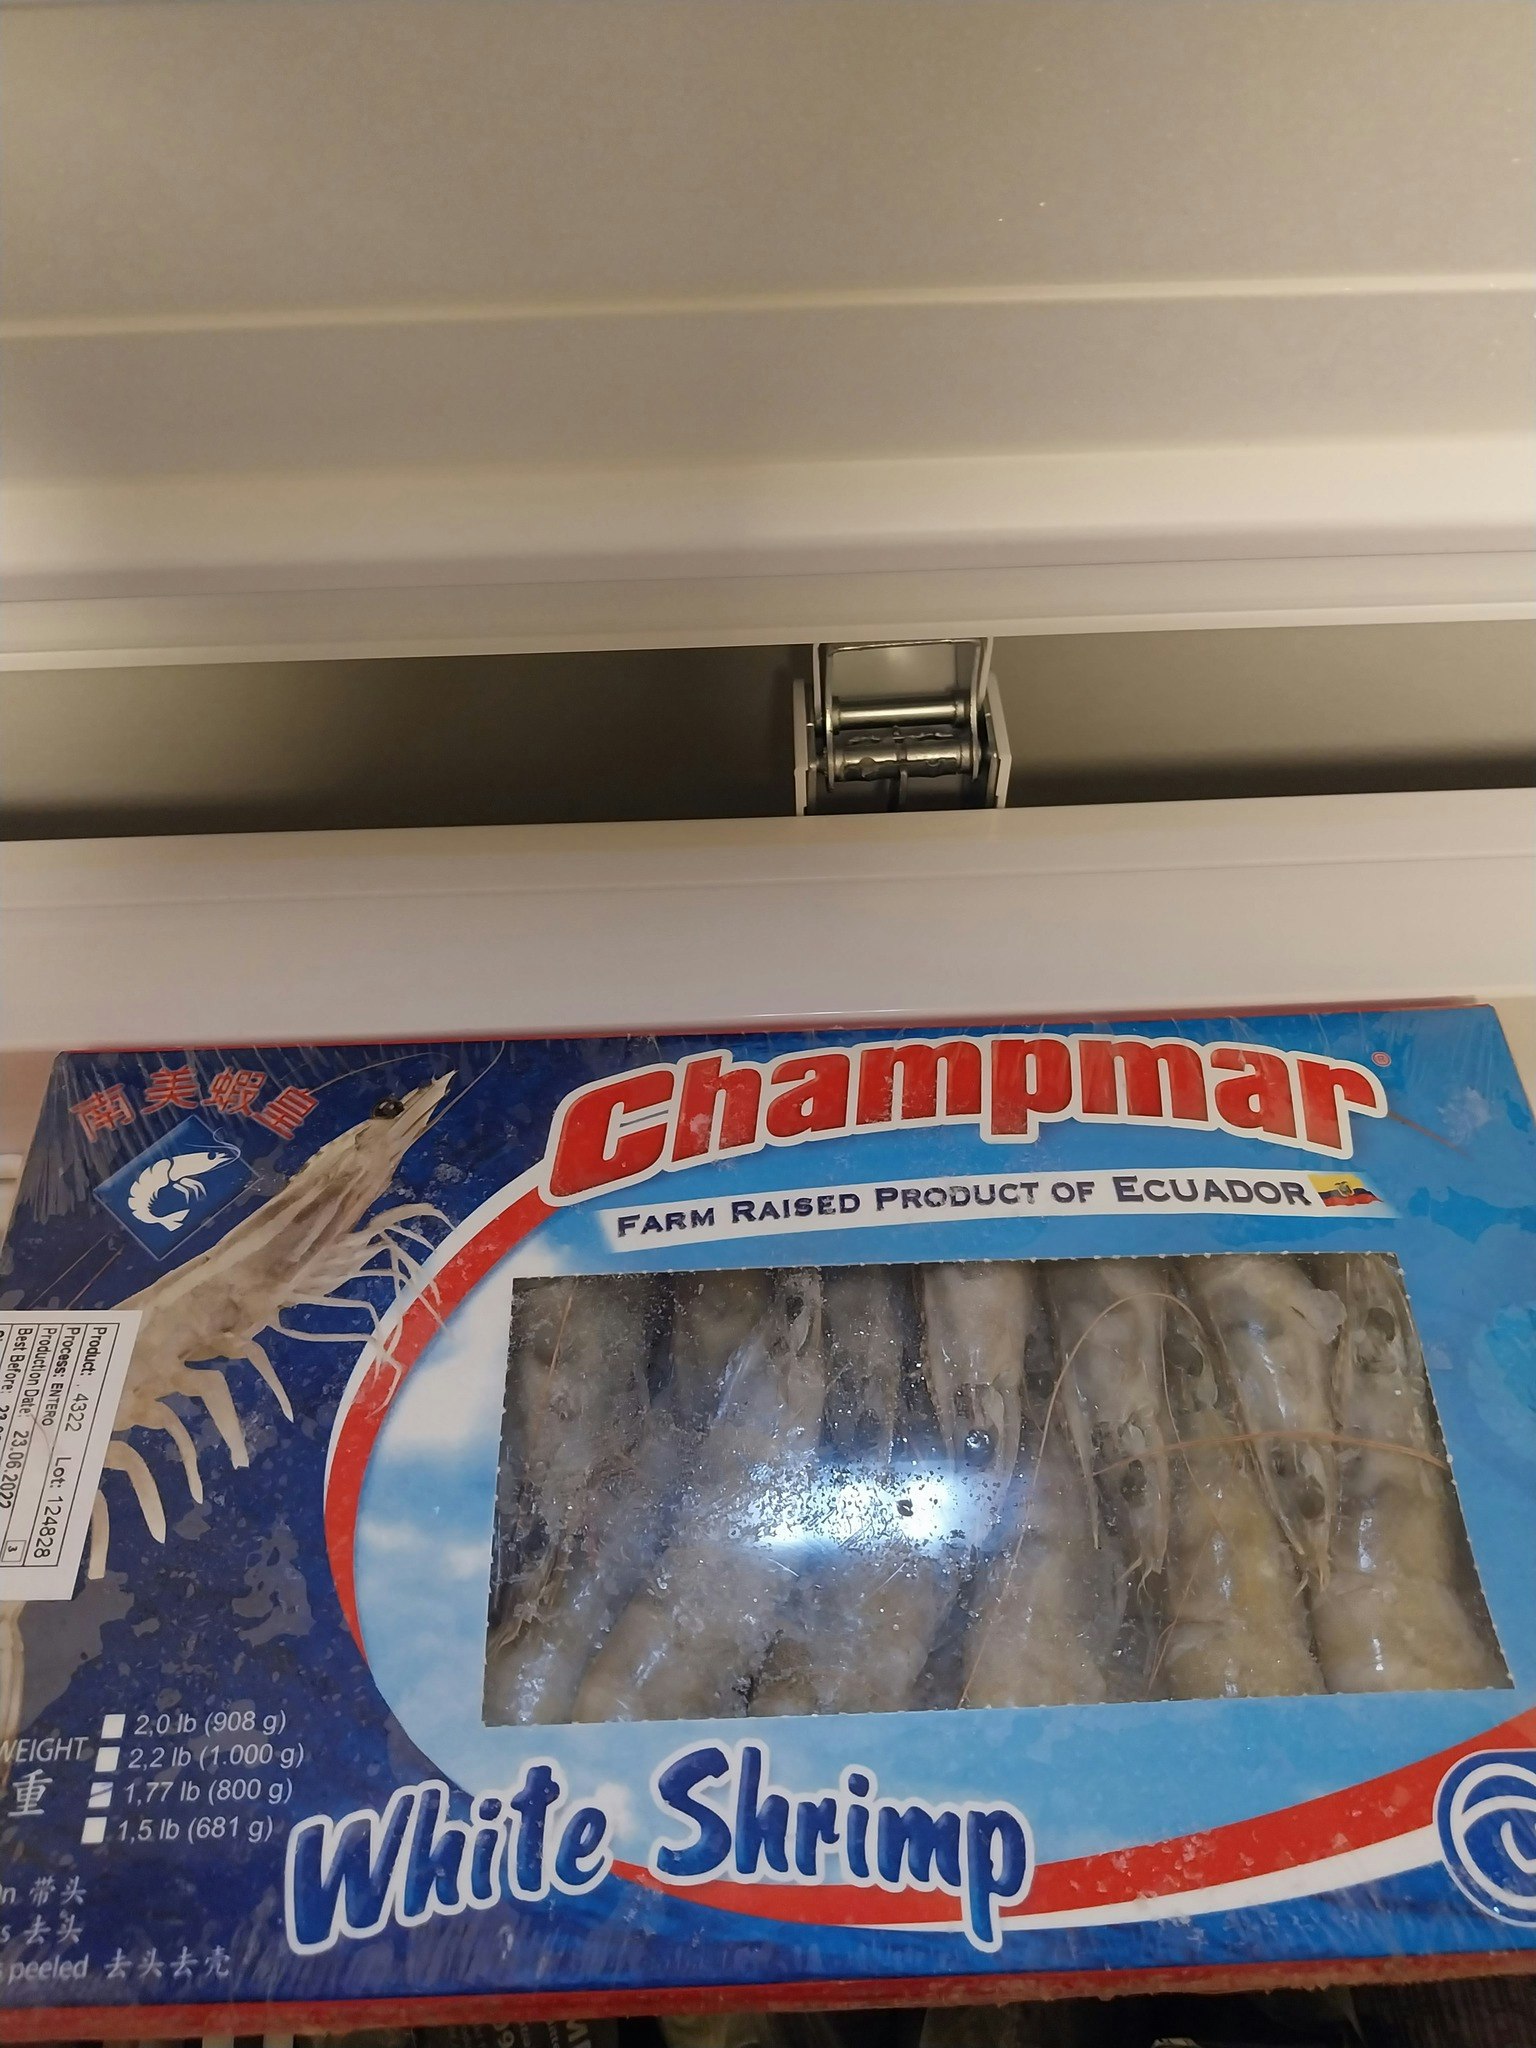 南美蝦皇
Champmar®
FARM RAISED PRODUCT OF ECUADOR
Product: 4322 Lot: 124828
Process: ENTERO
Production Date: 23.06.2022
Best Before:
3
WEIGHT
重
2,0 lb (908 g)
2,2 lb (1.000 g)
1,77 lb (800 g)
1,5 lb (681 g)
White Shrimp
带头
去头
peeled 去头去壳